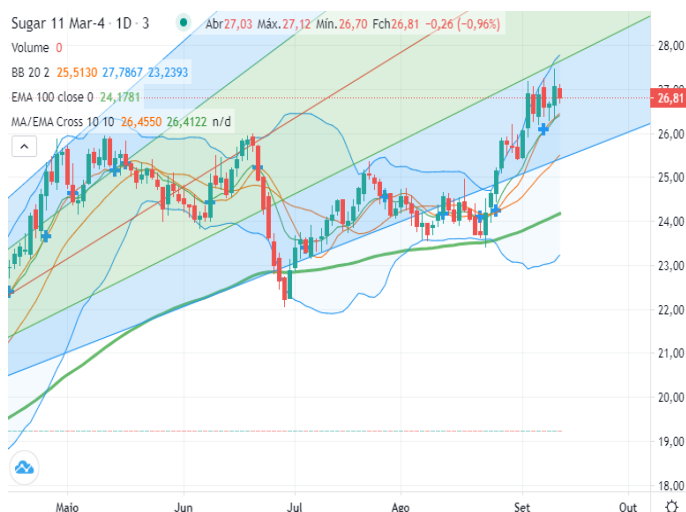 Sugar 11 Mar-4 · 1D · 3 Abr27,03 Máx.27,12 Mín.26,70 Fch26,81 −0,26 (−0,96%)
Volume 0
BB 20 2 25,5130 27,7867 23,2393
EMA 100 close 0 24,1781
MA/EMA Cross 10 10 26,4550 26,4122 n/d
28,00
27,00
26,81
26,00
25,00
24,00
23,00
22,00
21,00
20,00
19,00
18,00
Maio Jun Jul Ago Set Out